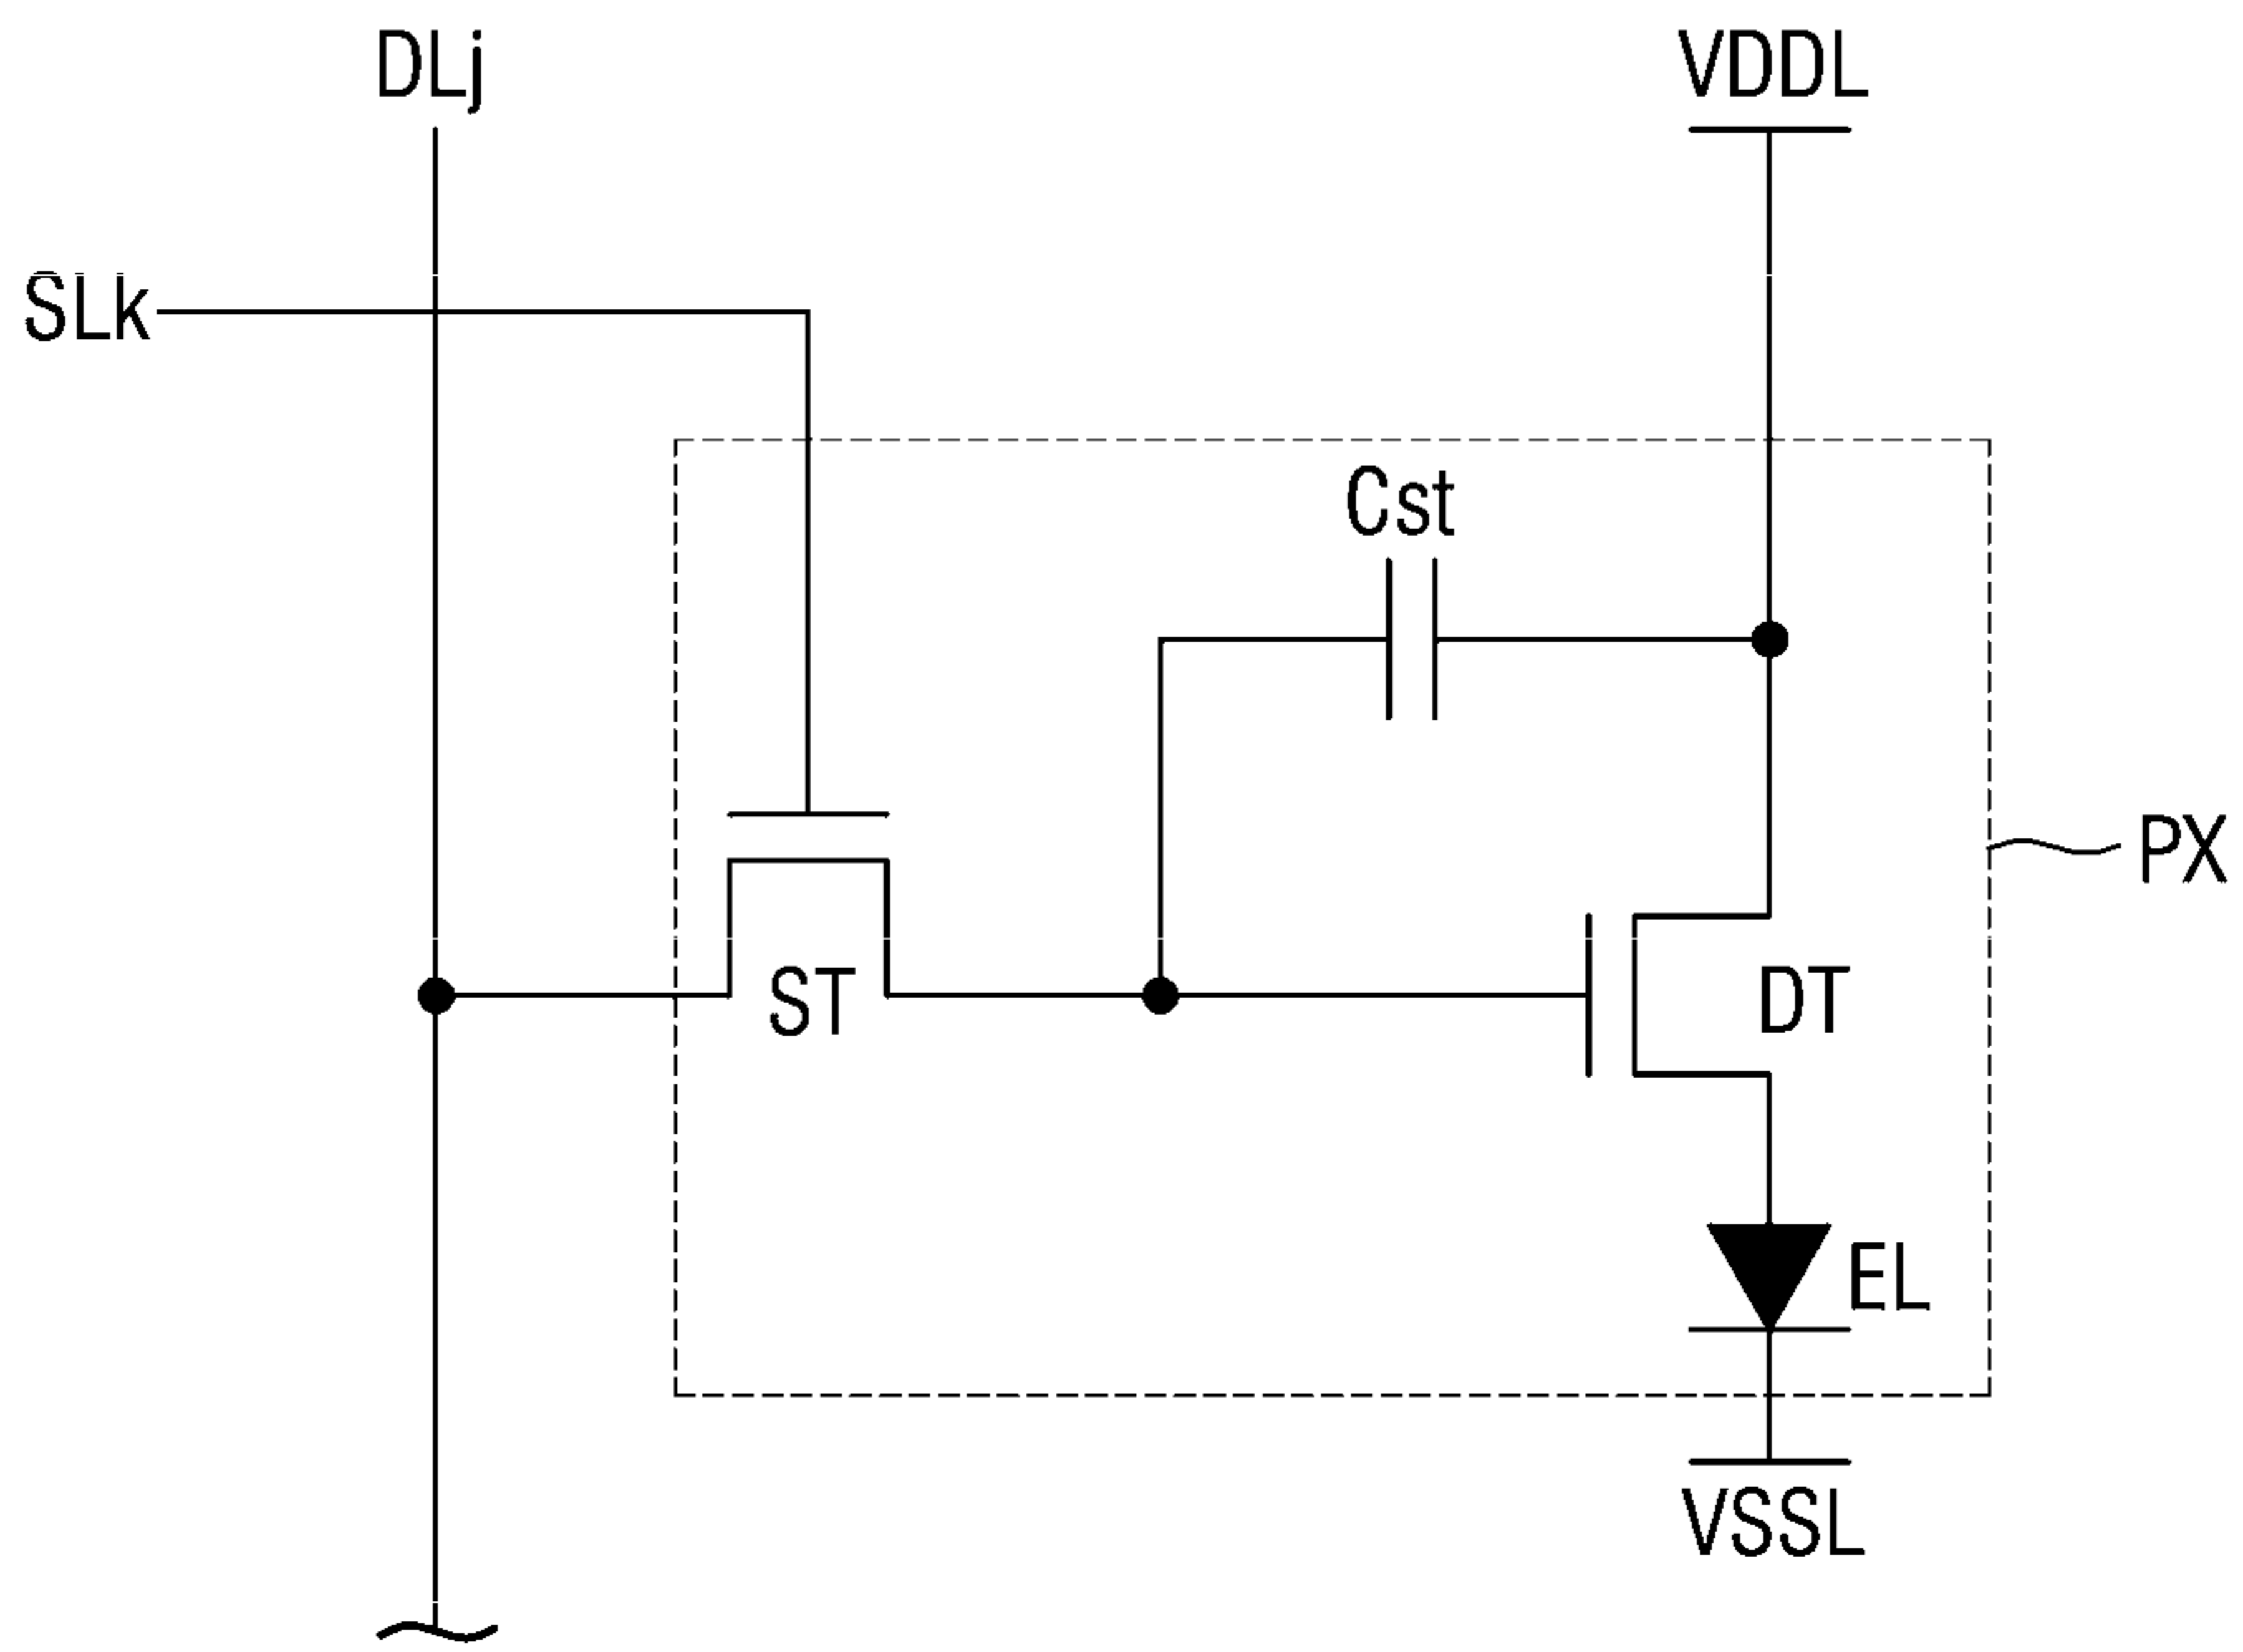 DLj
VDDL
SLk
Cst
PX
ST
DT
EL
VSSL